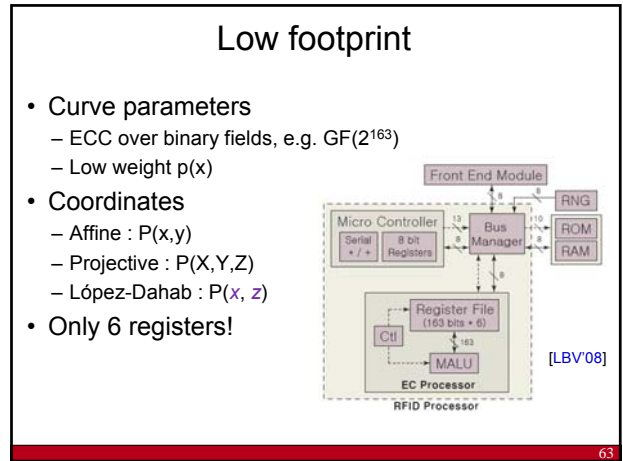 Low footprint
• Curve parameters
– ECC over binary fields, e.g. GF(2¹⁶³)
– Low weight p(x)
• Coordinates
– Affine : P(x,y)
– Projective : P(X,Y,Z)
– López-Dahab : P(x, z)
• Only 6 registers!
Front End Module
8
8
RNG
Micro Controller
Serial
* / +
8 bit
Registers
13
8
Bus
Manager
10
8
ROM
RAM
8
Register File
(163 bits * 6)
Ctl
163
MALU
EC Processor
RFID Processor
[LBV'08]
63